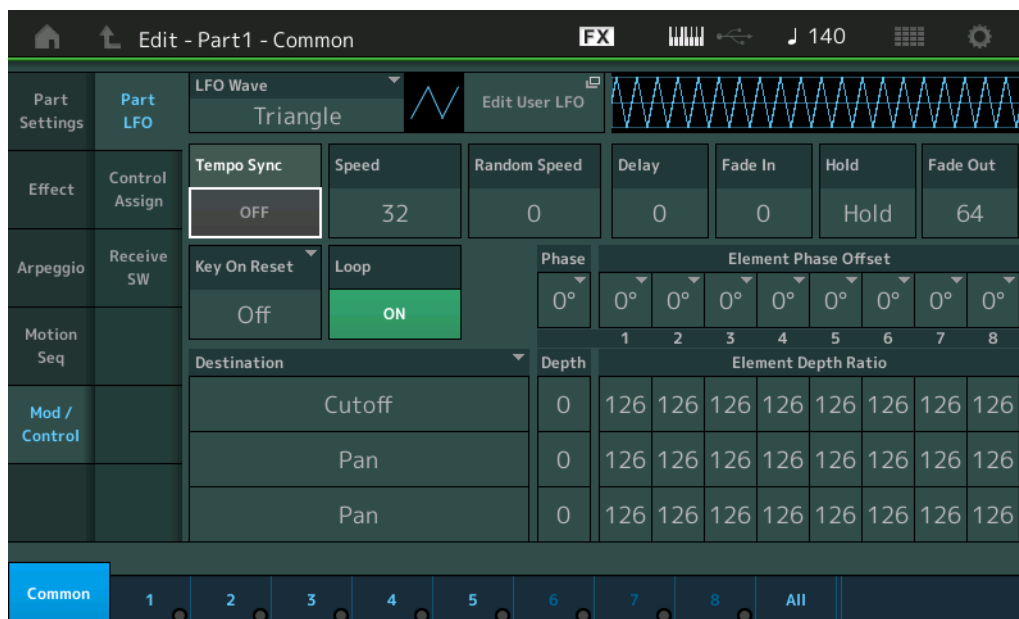 Edit - Part1 - Common FX ♩ 140
Part Settings
Effect
Arpeggio
Motion Seq
Mod / Control
Part LFO
Control Assign
Receive SW
LFO Wave
Triangle
Edit User LFO
Tempo Sync Speed Random Speed Delay Fade In Hold Fade Out
OFF 32 0 0 0 Hold 64
Key On Reset Loop
Off ON
Phase Element Phase Offset
0° 0° 0° 0° 0° 0° 0° 0° 0°
1 2 3 4 5 6 7 8
Destination Depth Element Depth Ratio
Cutoff 0 126 126 126 126 126 126 126 126
Pan 0 126 126 126 126 126 126 126 126
Pan 0 126 126 126 126 126 126 126 126
Common 1 2 3 4 5 6 7 8 All